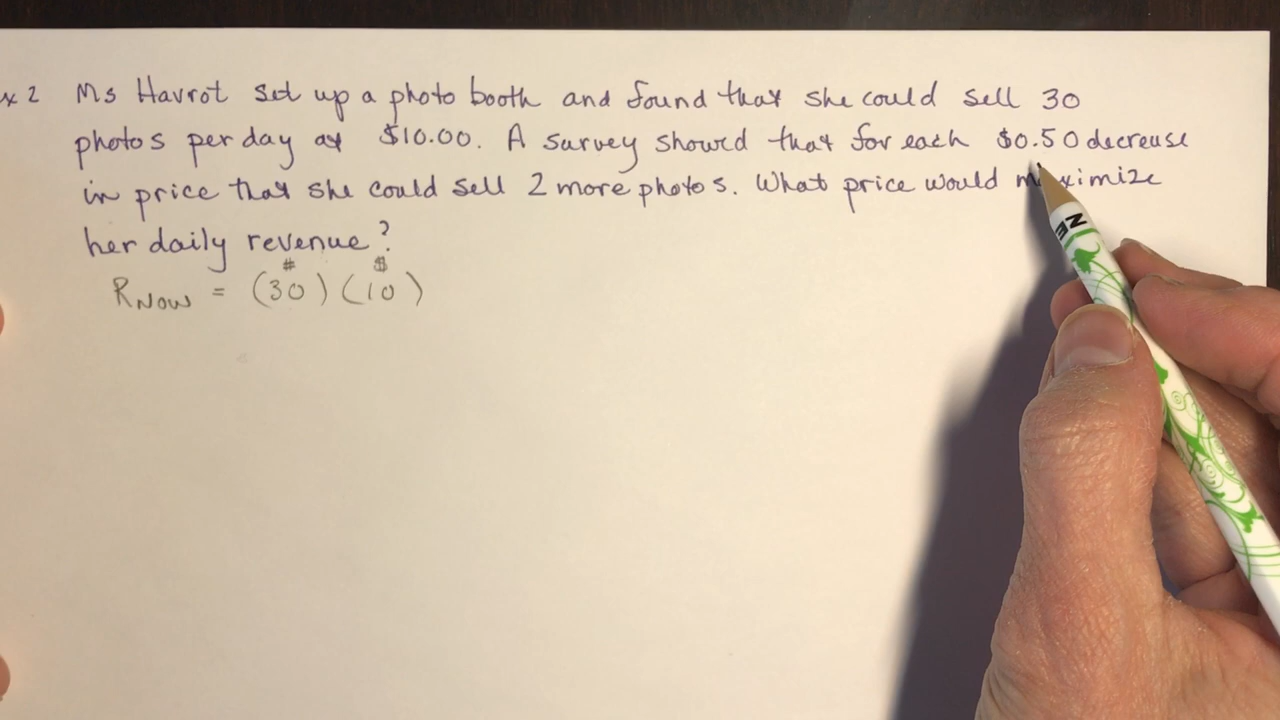 x 2 Ms Havrot set up a photo booth and found that she could sell 30
photos per day at $10.00. A survey showed that for each $0.50 decrease
in price that she could sell 2 more photos. What price would maximize
her daily revenue?
# $
RNOW = (30)(10)
ZE